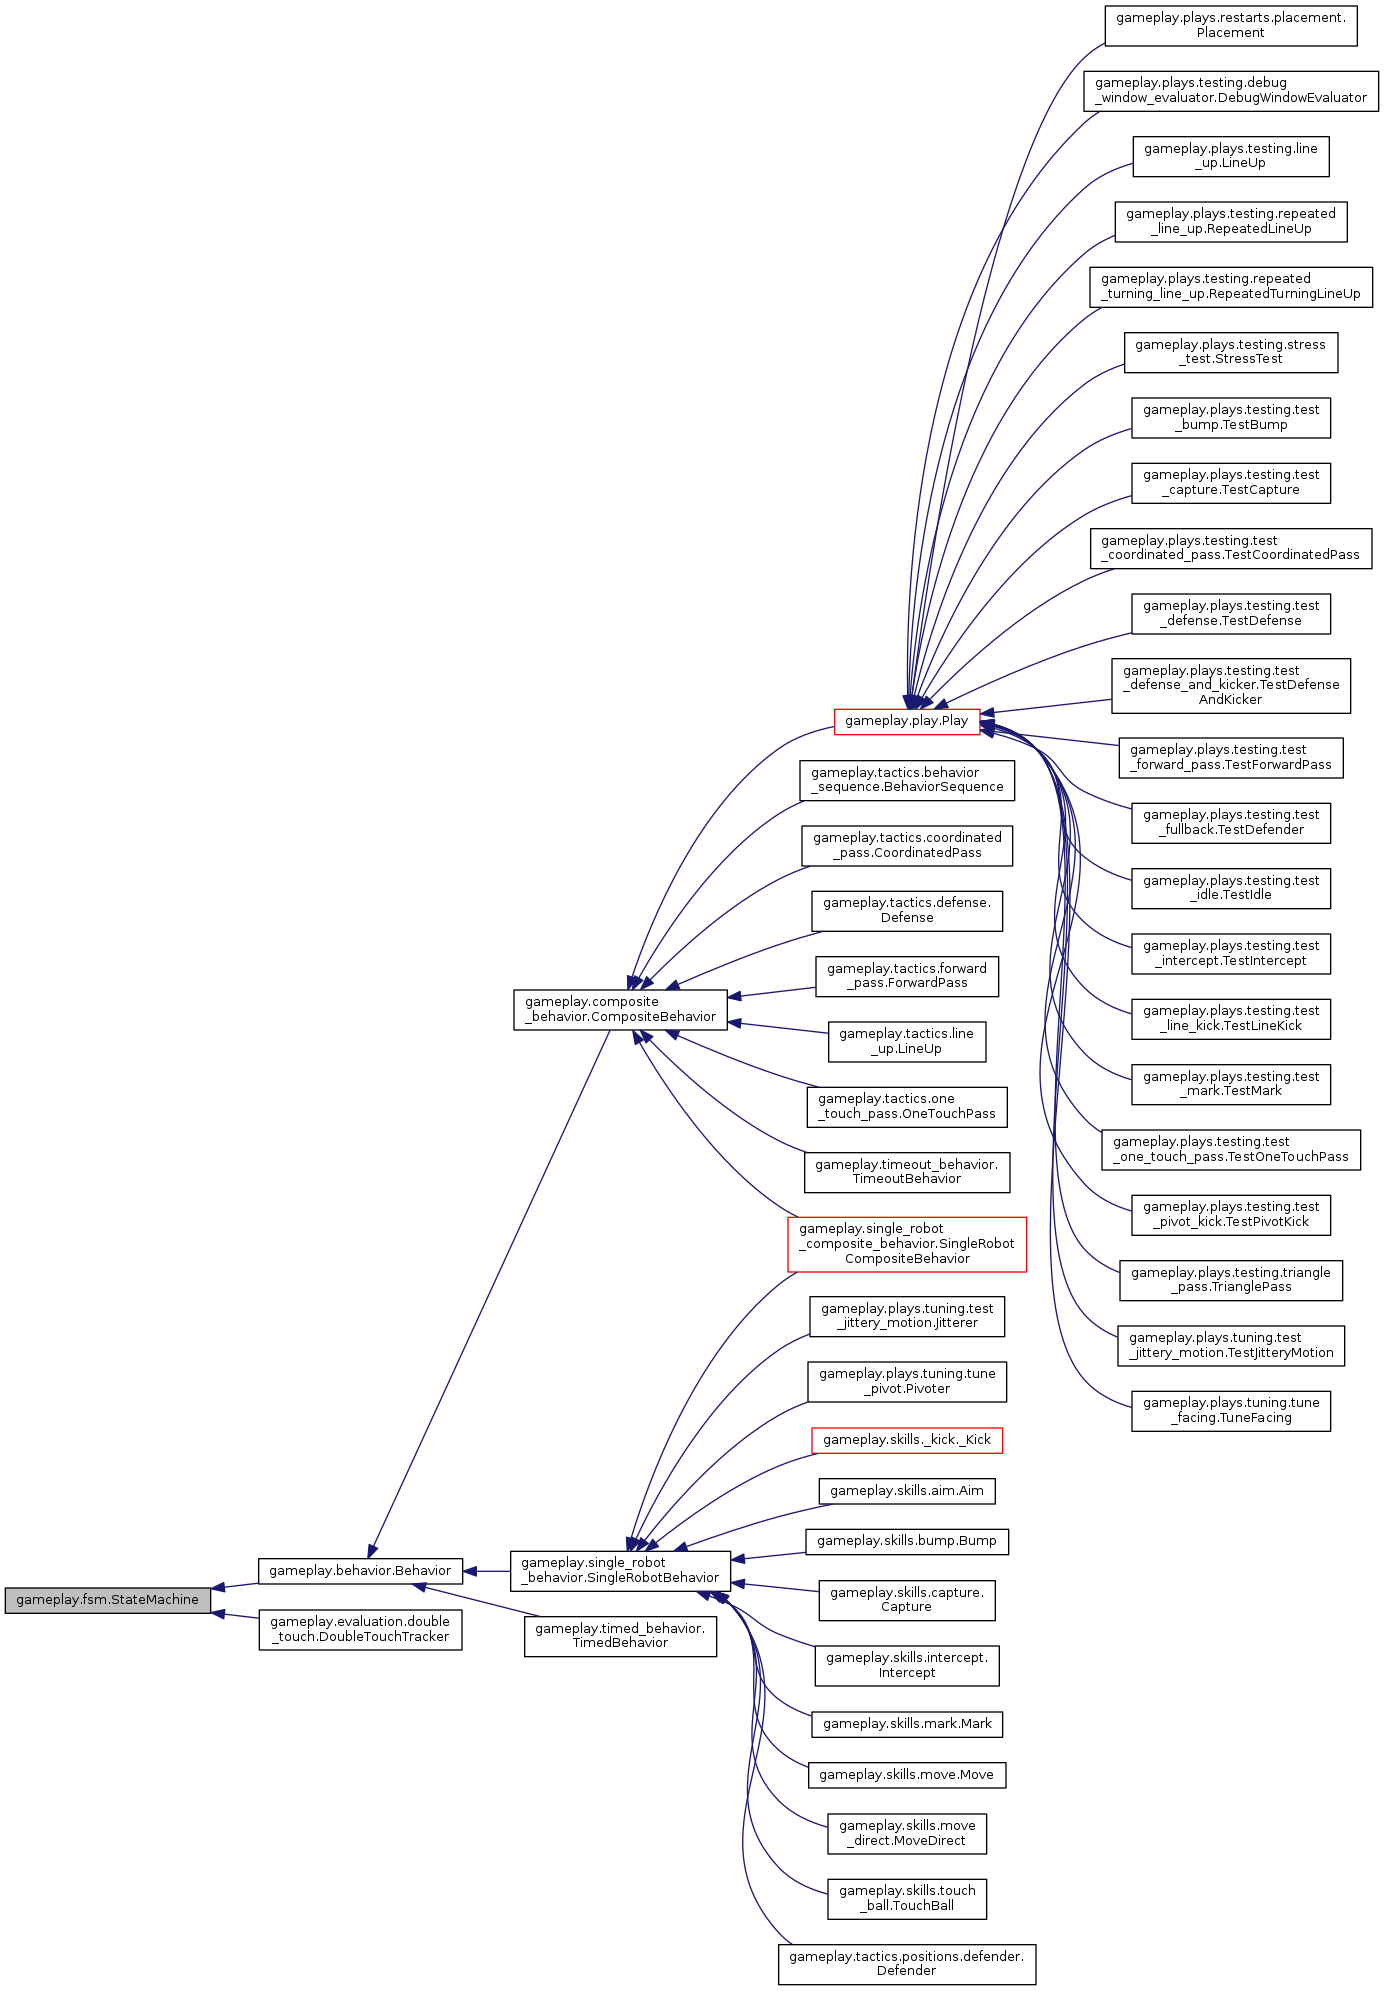 gameplay.plays.restarts.placement.
Placement
gameplay.plays.testing.debug
_window_evaluator.DebugWindowEvaluator
gameplay.plays.testing.line
_up.LineUp
gameplay.plays.testing.repeated
_line_up.RepeatedLineUp
gameplay.plays.testing.repeated
_turning_line_up.RepeatedTurningLineUp
gameplay.plays.testing.stress
_test.StressTest
gameplay.plays.testing.test
_bump.TestBump
gameplay.plays.testing.test
_capture.TestCapture
gameplay.plays.testing.test
_coordinated_pass.TestCoordinatedPass
gameplay.plays.testing.test
_defense.TestDefense
gameplay.plays.testing.test
_defense_and_kicker.TestDefense
AndKicker
gameplay.play.Play
gameplay.plays.testing.test
_forward_pass.TestForwardPass
gameplay.tactics.behavior
_sequence.BehaviorSequence
gameplay.plays.testing.test
_fullback.TestDefender
gameplay.tactics.coordinated
_pass.CoordinatedPass
gameplay.plays.testing.test
_idle.TestIdle
gameplay.tactics.defense.
Defense
gameplay.plays.testing.test
_intercept.TestIntercept
gameplay.tactics.forward
_pass.ForwardPass
gameplay.composite
_behavior.CompositeBehavior
gameplay.plays.testing.test
_line_kick.TestLineKick
gameplay.tactics.line
_up.LineUp
gameplay.plays.testing.test
_mark.TestMark
gameplay.tactics.one
_touch_pass.OneTouchPass
gameplay.plays.testing.test
_one_touch_pass.TestOneTouchPass
gameplay.timeout_behavior.
TimeoutBehavior
gameplay.plays.testing.test
_pivot_kick.TestPivotKick
gameplay.single_robot
_composite_behavior.SingleRobot
CompositeBehavior
gameplay.plays.testing.triangle
_pass.TrianglePass
gameplay.plays.tuning.test
_jittery_motion.Jitterer
gameplay.plays.tuning.test
_jittery_motion.TestJitteryMotion
gameplay.plays.tuning.tune
_pivot.Pivoter
gameplay.plays.tuning.tune
_facing.TuneFacing
gameplay.skills._kick._Kick
gameplay.skills.aim.Aim
gameplay.skills.bump.Bump
gameplay.behavior.Behavior
gameplay.single_robot
_behavior.SingleRobotBehavior
gameplay.fsm.StateMachine
gameplay.skills.capture.
Capture
gameplay.evaluation.double
_touch.DoubleTouchTracker
gameplay.timed_behavior.
TimedBehavior
gameplay.skills.intercept.
Intercept
gameplay.skills.mark.Mark
gameplay.skills.move.Move
gameplay.skills.move
_direct.MoveDirect
gameplay.skills.touch
_ball.TouchBall
gameplay.tactics.positions.defender.
Defender